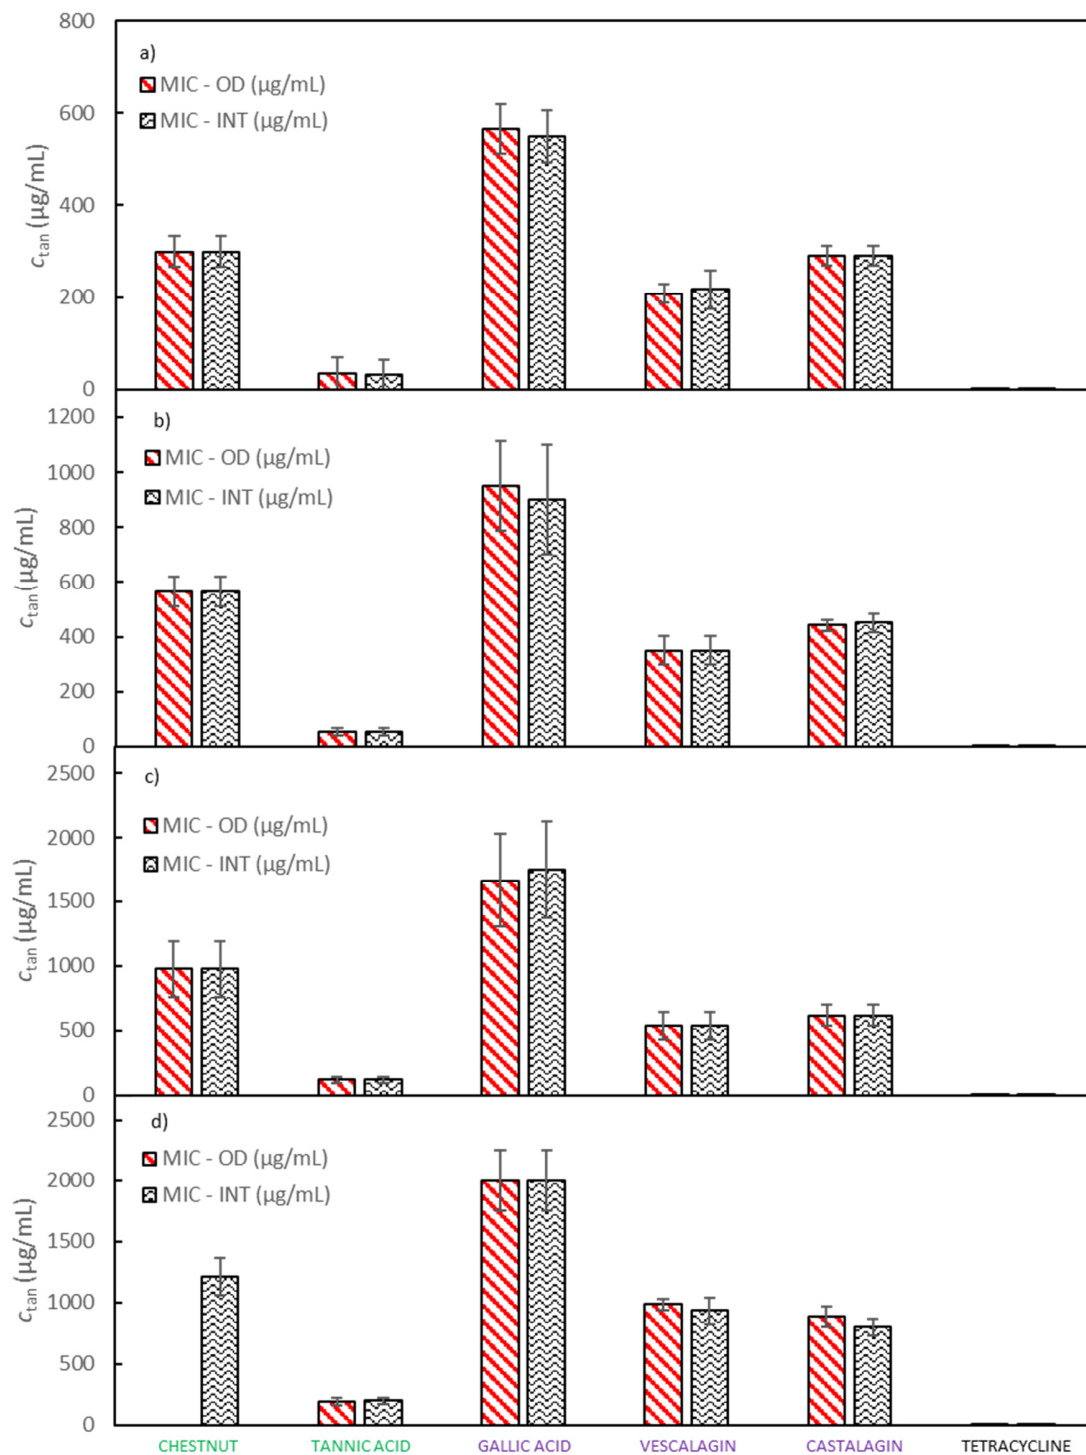 800
a)
MIC - OD (µg/mL)
600
MIC - INT (µg/mL)
400
200
0
c_tan (µg/mL)
1200
b)
MIC - OD (µg/mL)
1000
MIC - INT (µg/mL)
800
600
400
200
0
c_tan (µg/mL)
2500
c)
MIC - OD (µg/mL)
2000
MIC - INT (µg/mL)
1500
1000
500
0
c_tan (µg/mL)
2500
d)
MIC - OD (µg/mL)
2000
MIC - INT (µg/mL)
1500
1000
500
0
c_tan (µg/mL)
CHESTNUT TANNIC ACID GALLIC ACID VESCALAGIN CASTALAGIN TETRACYCLINE